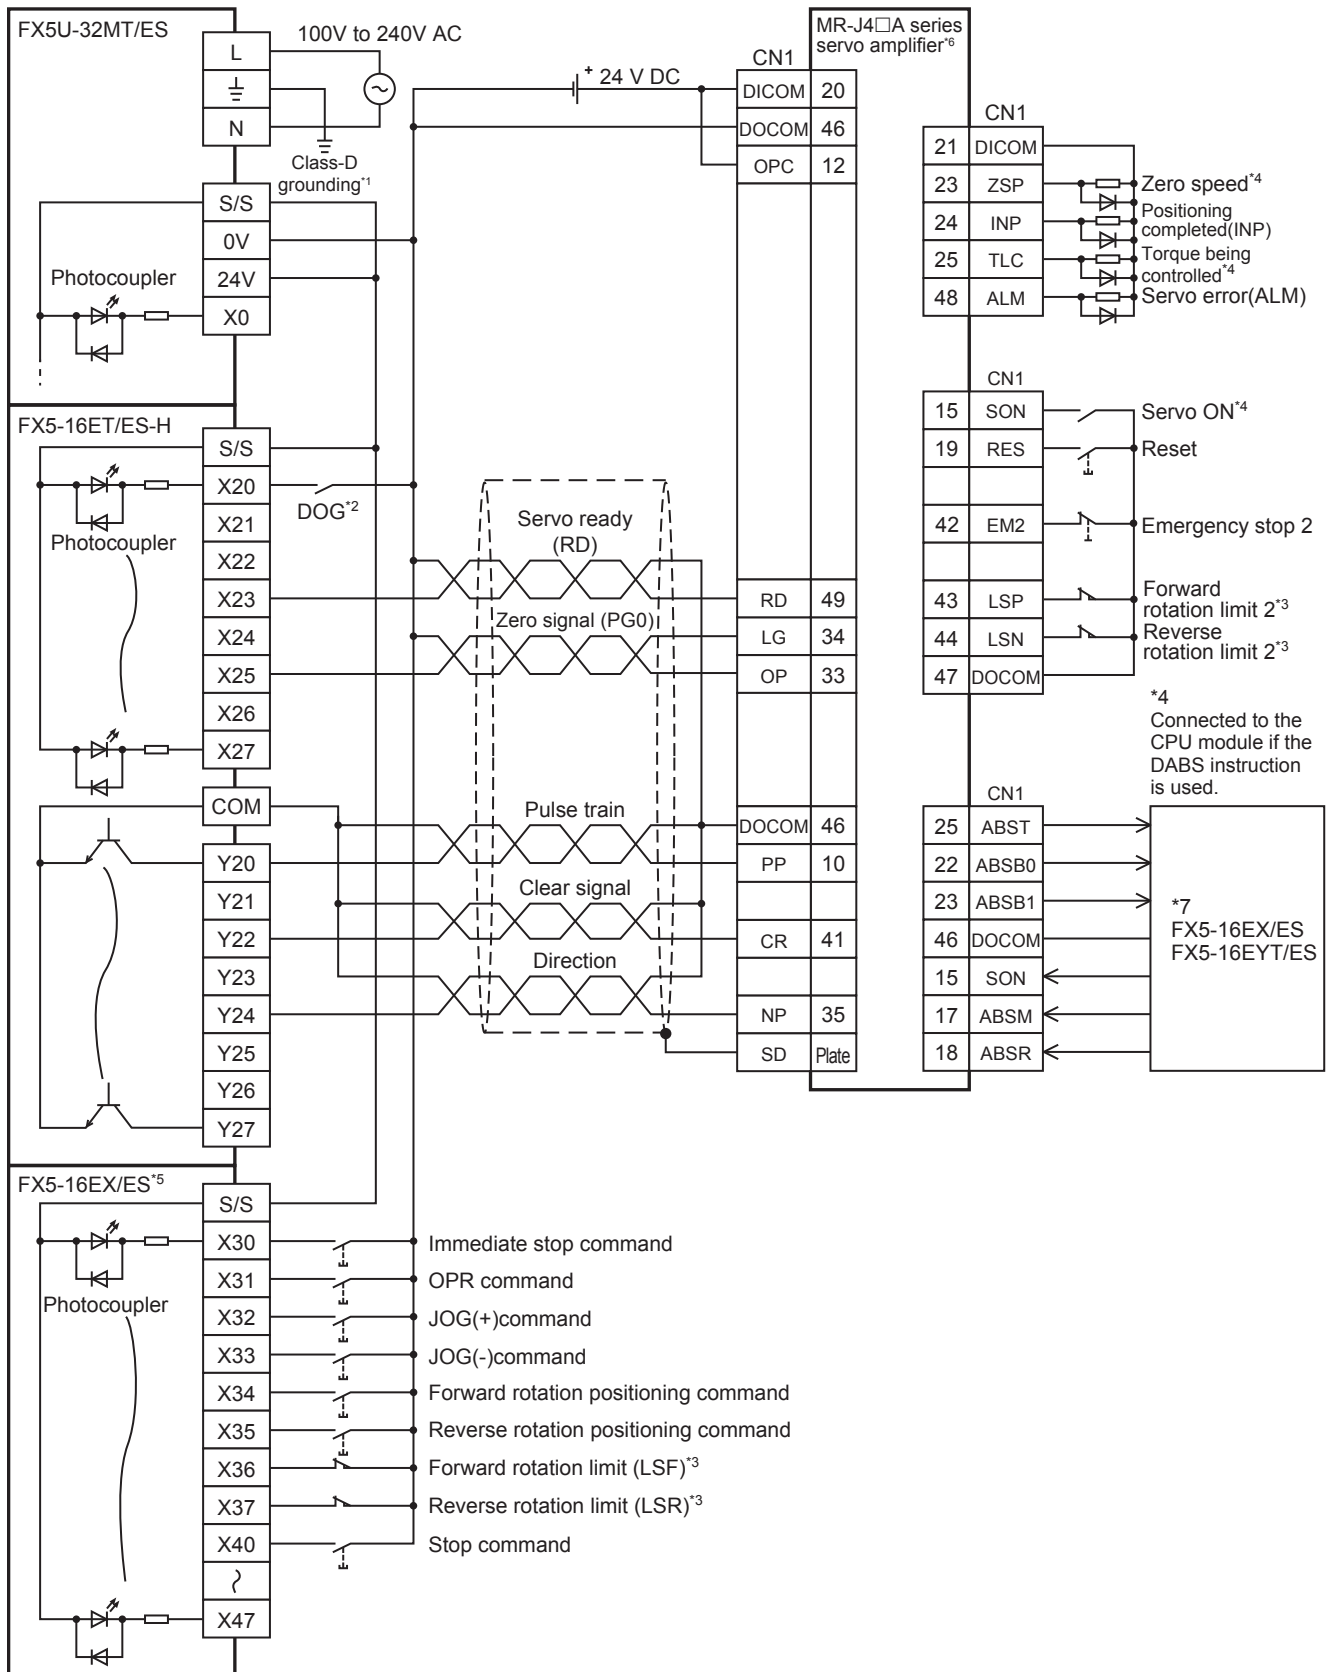 FX5U-32MT/ES
L
N
100V to 240V AC
Class-D
grounding*1
S/S
0V
24V
X0
Photocoupler
FX5-16ET/ES-H
S/S
X20
X21
X22
X23
X24
X25
X26
X27
Photocoupler
DOG*2
COM
Y20
Y21
Y22
Y23
Y24
Y25
Y26
Y27
FX5-16EX/ES*5
S/S
X30
X31
X32
X33
X34
X35
X36
X37
X40
X47
Photocoupler
Immediate stop command
OPR command
JOG(+)command
JOG(-)command
Forward rotation positioning command
Reverse rotation positioning command
Forward rotation limit (LSF)*3
Reverse rotation limit (LSR)*3
Stop command
+ 24 V DC
Servo ready
(RD)
Zero signal (PG0)
Pulse train
Clear signal
Direction
MR-J4□A series
servo amplifier*6
CN1
DICOM 20
DOCOM 46
OPC 12
RD 49
LG 34
OP 33
DOCOM 46
PP 10
CR 41
NP 35
SD Plate
CN1
21 DICOM
23 ZSP
24 INP
25 TLC
48 ALM
Zero speed*4
Positioning
completed(INP)
Torque being
controlled*4
Servo error(ALM)
CN1
15 SON
19 RES
42 EM2
43 LSP
44 LSN
47 DOCOM
Servo ON*4
Reset
Emergency stop 2
Forward
rotation limit 2*3
Reverse
rotation limit 2*3
*4
Connected to the
CPU module if the
DABS instruction
is used.
CN1
25 ABST
22 ABSB0
23 ABSB1
46 DOCOM
15 SON
17 ABSM
18 ABSR
*7
FX5-16EX/ES
FX5-16EYT/ES